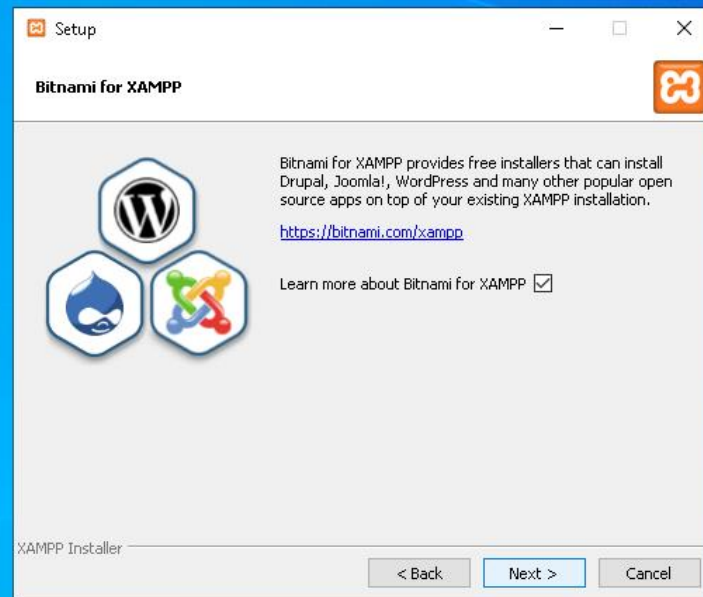 Setup
Bitnami for XAMPP
Bitnami for XAMPP provides free installers that can install
Drupal, Joomla!, WordPress and many other popular open
source apps on top of your existing XAMPP installation.
https://bitnami.com/xampp
Learn more about Bitnami for XAMPP
XAMPP Installer
< Back Next > Cancel